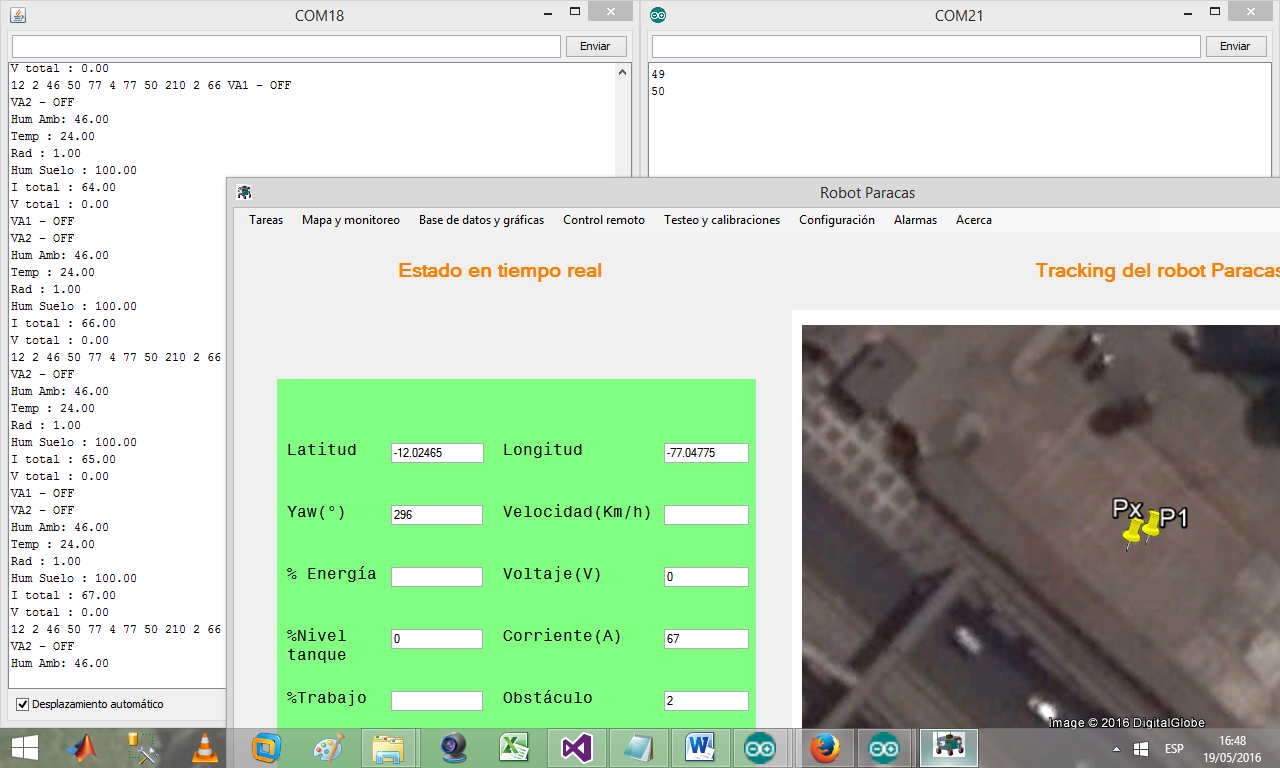 COM18
Enviar
V total : 0.00
12 2 46 50 77 4 77 50 210 2 66 VA1 - OFF
VA2 - OFF
Hum Amb: 46.00
Temp : 24.00
Rad : 1.00
Hum Suelo : 100.00
I total : 64.00
V total : 0.00
VA1 - OFF
VA2 - OFF
Hum Amb: 46.00
Temp : 24.00
Rad : 1.00
Hum Suelo : 100.00
I total : 66.00
V total : 0.00
12 2 46 50 77 4 77 50 210 2 66
VA2 - OFF
Hum Amb: 46.00
Temp : 24.00
Rad : 1.00
Hum Suelo : 100.00
I total : 65.00
V total : 0.00
VA1 - OFF
VA2 - OFF
Hum Amb: 46.00
Temp : 24.00
Rad : 1.00
Hum Suelo : 100.00
I total : 67.00
V total : 0.00
12 2 46 50 77 4 77 50 210 2 66
VA2 - OFF
Hum Amb: 46.00
Desplazamiento automático
COM21
Enviar
49
50
Robot Paracas
Tareas Mapa y monitoreo Base de datos y gráficas Control remoto Testeo y calibraciones Configuración Alarmas Acerca
Estado en tiempo real
Latitud -12.02465 Longitud -77.04775
Yaw(°) 296 Velocidad(Km/h)
% Energía Voltaje(V) 0
%Nivel tanque 0 Corriente(A) 67
%Trabajo Obstáculo 2
Tracking del robot Paracas
Px P1
Image © 2016 DigitalGlobe
ESP
16:48
19/05/2016